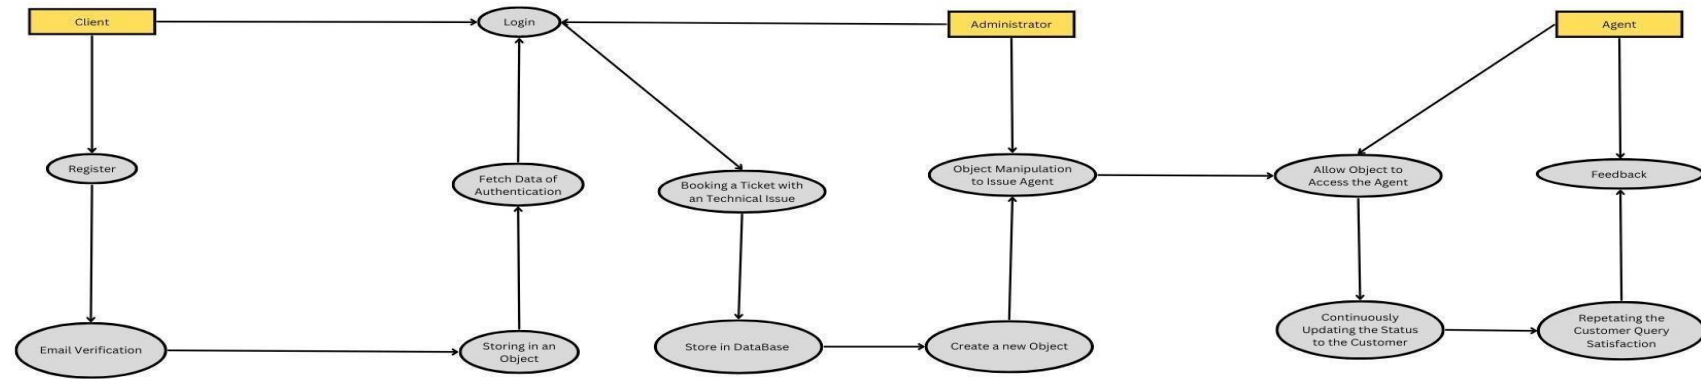 Client
Login
Administrator
Agent
Register
Fetch Data of
Authentication
Booking a Ticket with
an Technical Issue
Object Manipulation
to Issue Agent
Allow Object to
Access the Agent
Feedback
Email Verification
Storing in an
Object
Store in DataBase
Create a new Object
Continuously
Updating the Status
to the Customer
Repetating the
Customer Query
Satisfaction